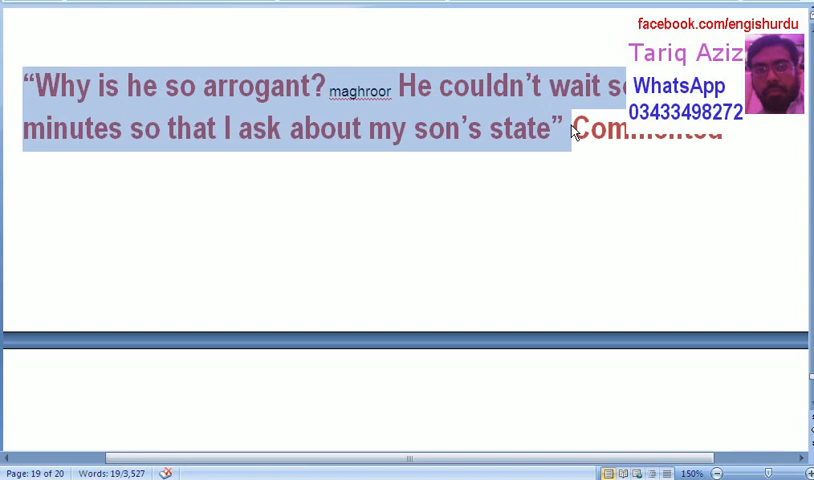 facebook.com/engishurdu
Tariq Aziz
WhatsApp
03433498272
“Why is he so arrogant? maghroor He couldn’t wait
minutes so that I ask about my son’s state” Commented
Page: 19 of 20 Words: 19/3,527 150%